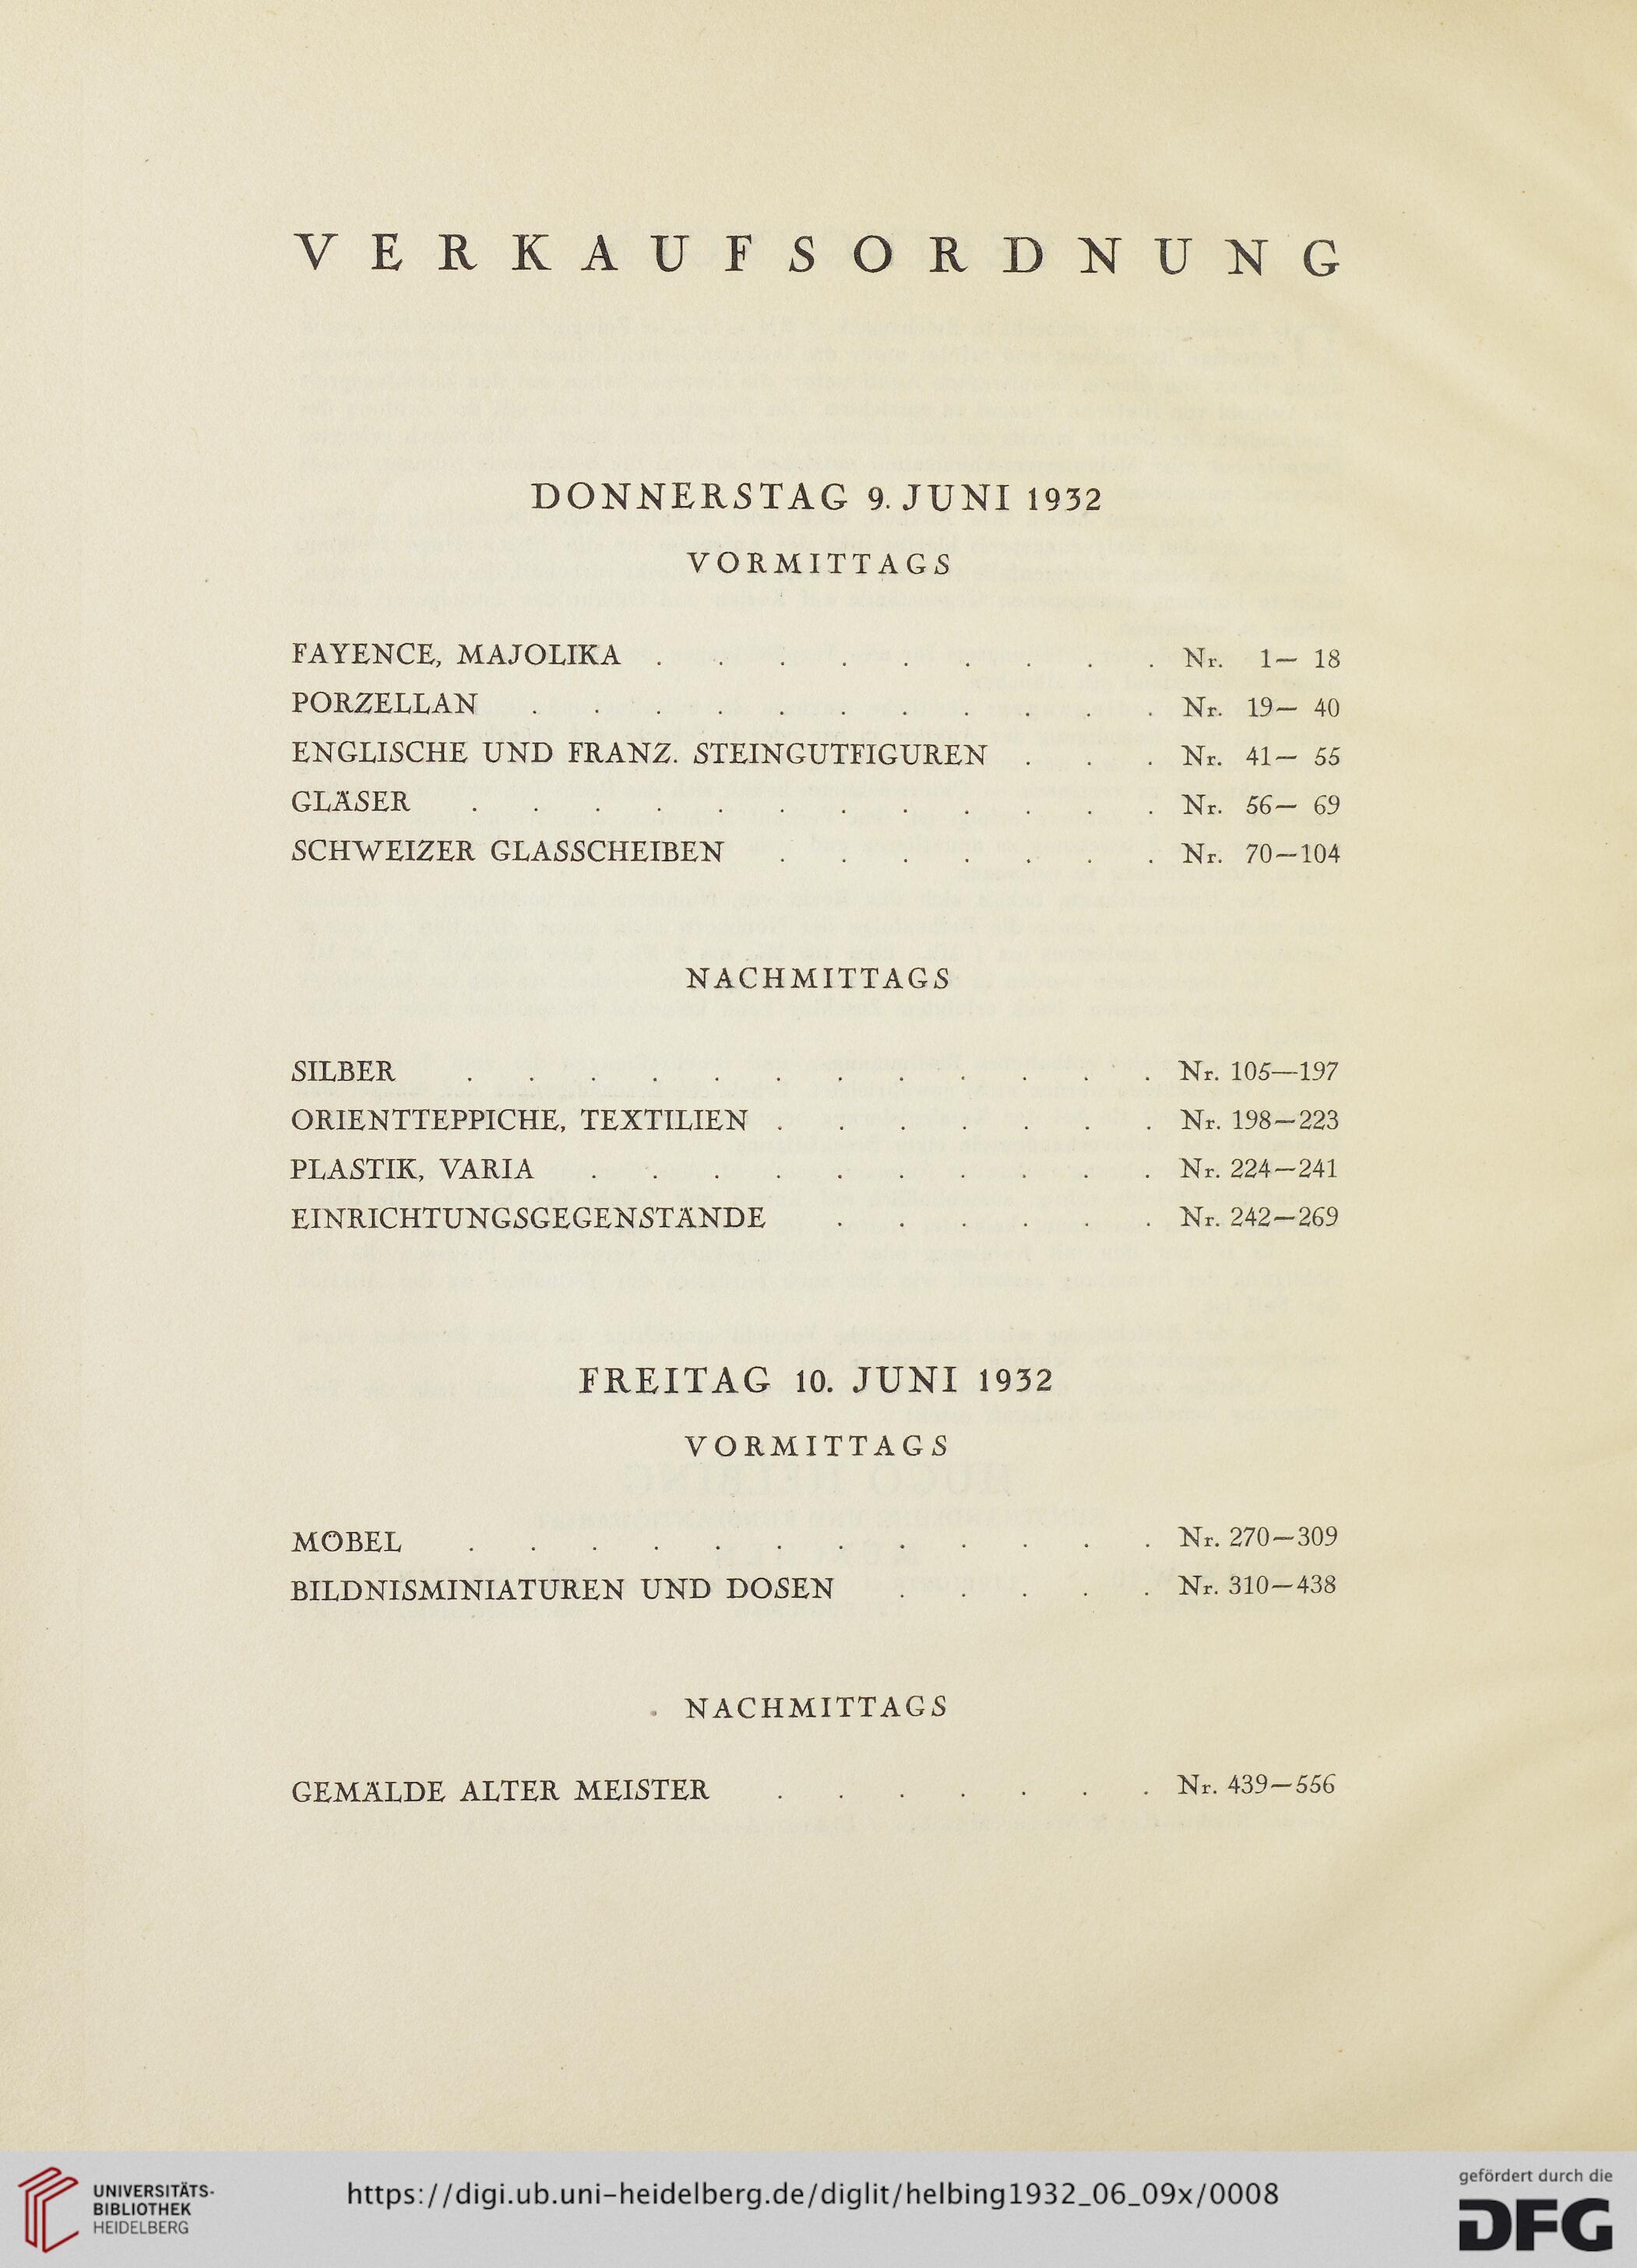 VERKAUFSORDNUNG
DONNERSTAG 9. JUNI 1932
VORMITTAGS
FAYENCE, MAJOLIKA . . . . . . . . . Nr. 1— 18
PORZELLAN . . . . . . . . . . . Nr. 19— 40
ENGLISCHE UND FRANZ. STEINGUTFIGUREN . . . Nr. 41— 55
GLÄSER . . . . . . . . . . . . Nr. 56— 69
SCHWEIZER GLASSCHEIBEN . . . . . . . Nr. 70—104
NACHMITTAGS
SILBER . . . . . . . . . . . . Nr. 105—197
ORIENTTEPPICHE, TEXTILIEN . . . . . . . Nr. 198—223
PLASTIK, VARIA . . . . . . . . . . Nr. 224—241
EINRICHTUNGSGEGENSTÄNDE . . . . . . Nr. 242—269
FREITAG 10. JUNI 1932
VORMITTAGS
MÖBEL . . . . . . . . . . . . Nr. 270—309
BILDNISMINIATUREN UND DOSEN . . . . . Nr. 310—438
NACHMITTAGS
GEMÄLDE ALTER MEISTER . . . . . . . Nr. 439—556
UNIVERSITÄTS-
BIBLIOTHEK
HEIDELBERG
https://digi.ub.uni-heidelberg.de/diglit/helbing1932_06_09x/0008
gefördert durch die
DFG